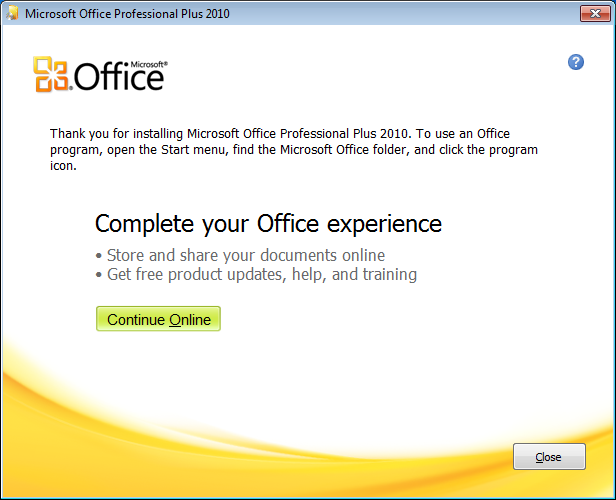 Microsoft Office Professional Plus 2010
Microsoft®
Office
?
Thank you for installing Microsoft Office Professional Plus 2010. To use an Office
program, open the Start menu, find the Microsoft Office folder, and click the program
icon.
Complete your Office experience
• Store and share your documents online
• Get free product updates, help, and training
Continue Online
Close